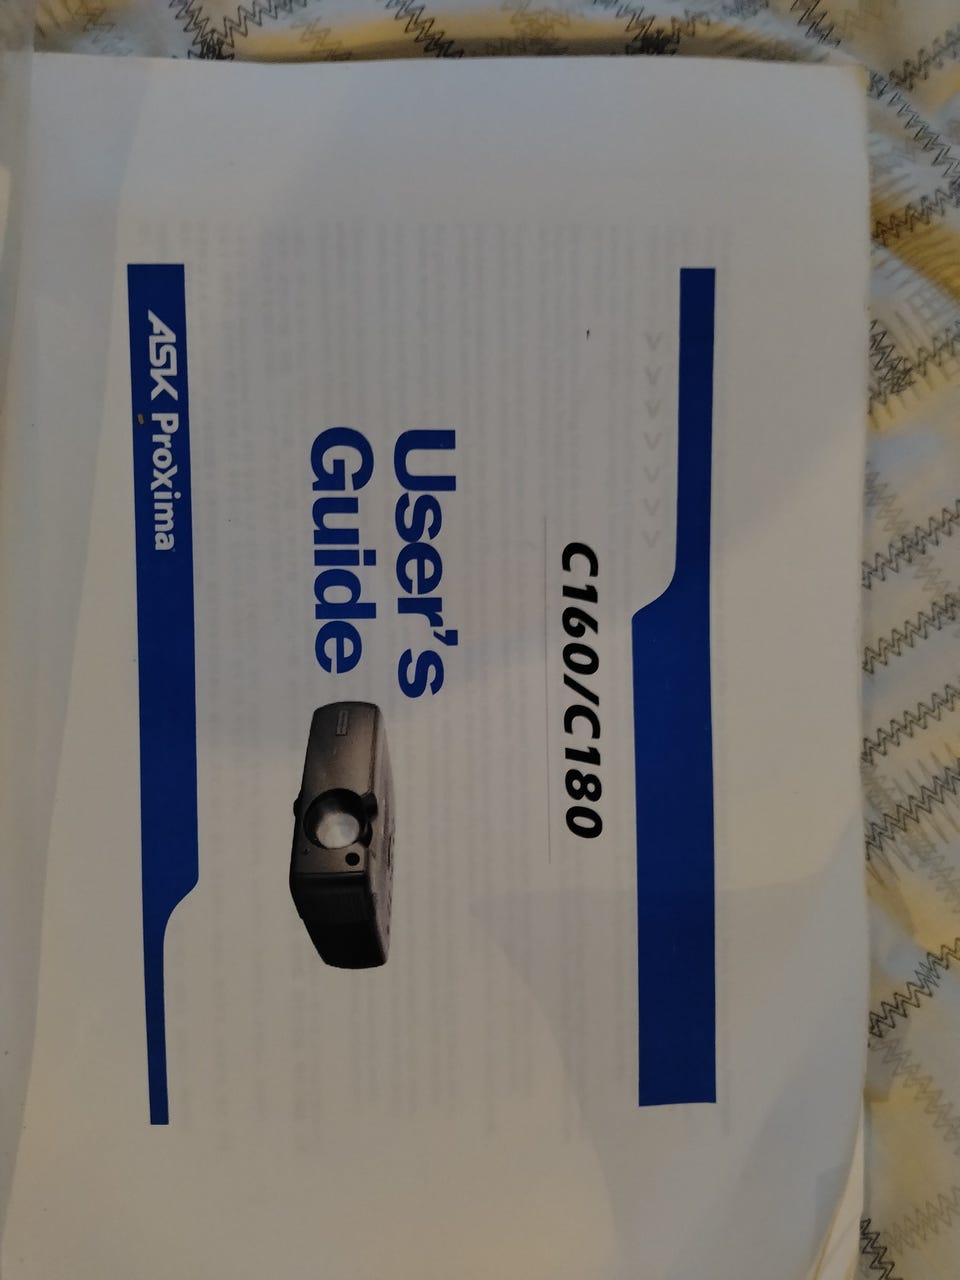 C160/C180
User's
Guide
ASK Proxima